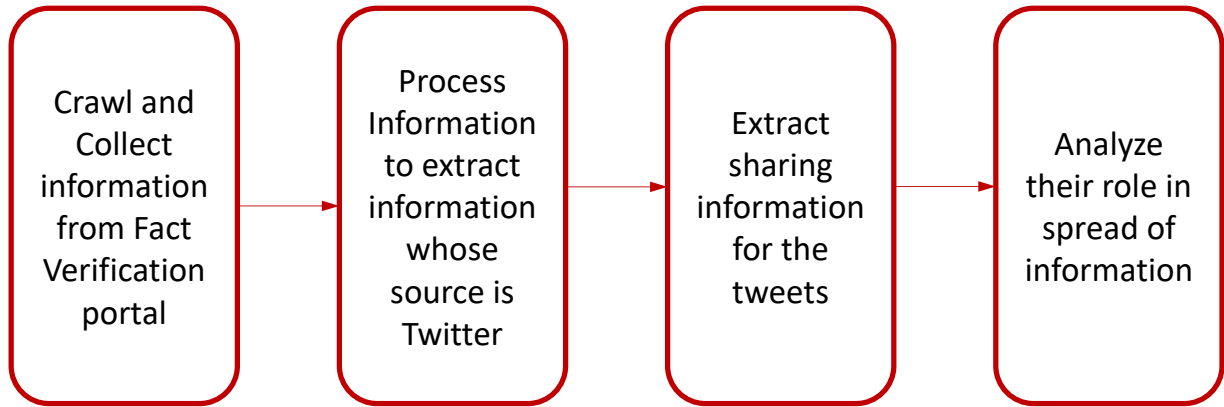 Crawl and
Collect
information
from Fact
Verification
portal
Process
Information
to extract
information
whose
source is
Twitter
Extract
sharing
information
for the
tweets
Analyze
their role in
spread of
information